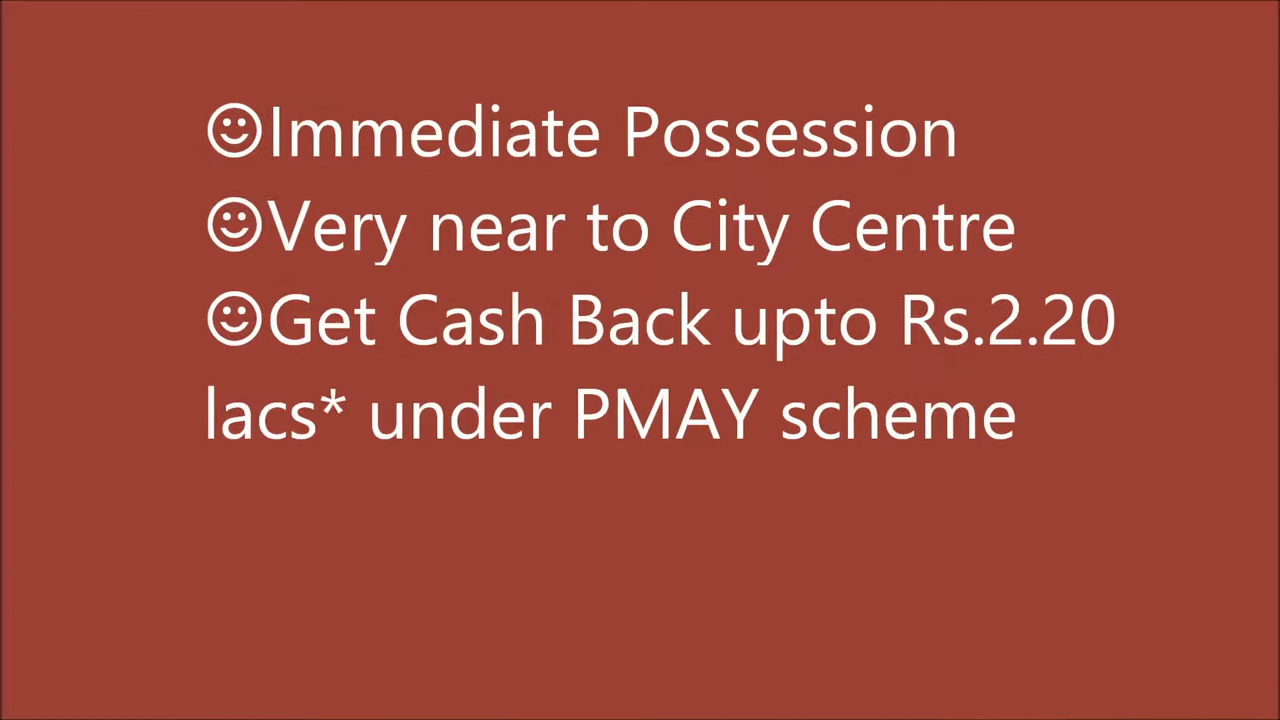 ☺Immediate Possession
☺Very near to City Centre
☺Get Cash Back upto Rs.2.20
lacs* under PMAY scheme